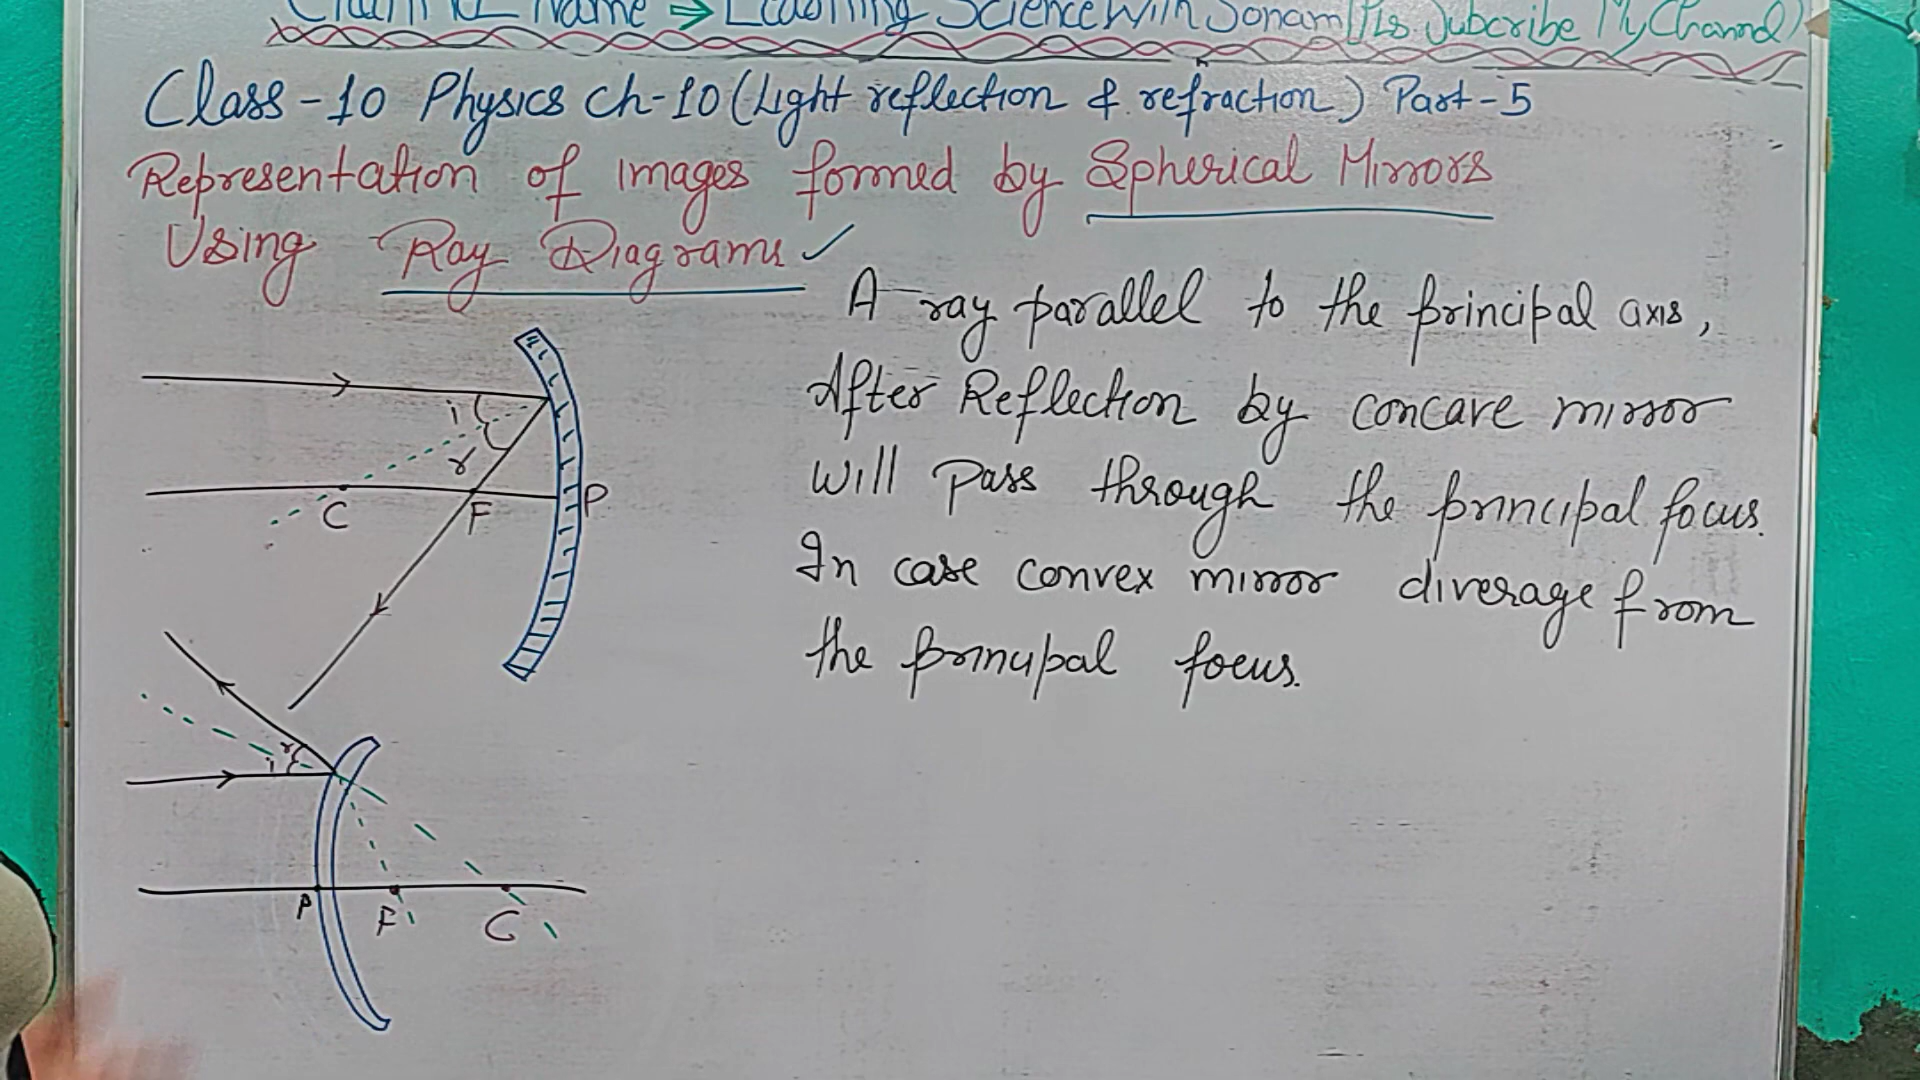 Channel Name → Learning Science With Sonam (Pls. Subcribe My Channel)
Class-10 Physics Ch-10 (Light reflection & refraction) Part-5
Representation of images formed by Spherical Mirrors
Using Ray Diagrams ✓
A ray parallel to the principal axis,
After Reflection by concave mirror
Will pass through the principal focus.
In case convex mirror diverage from
the principal focus.
i
r
C F P
r
i
P F C